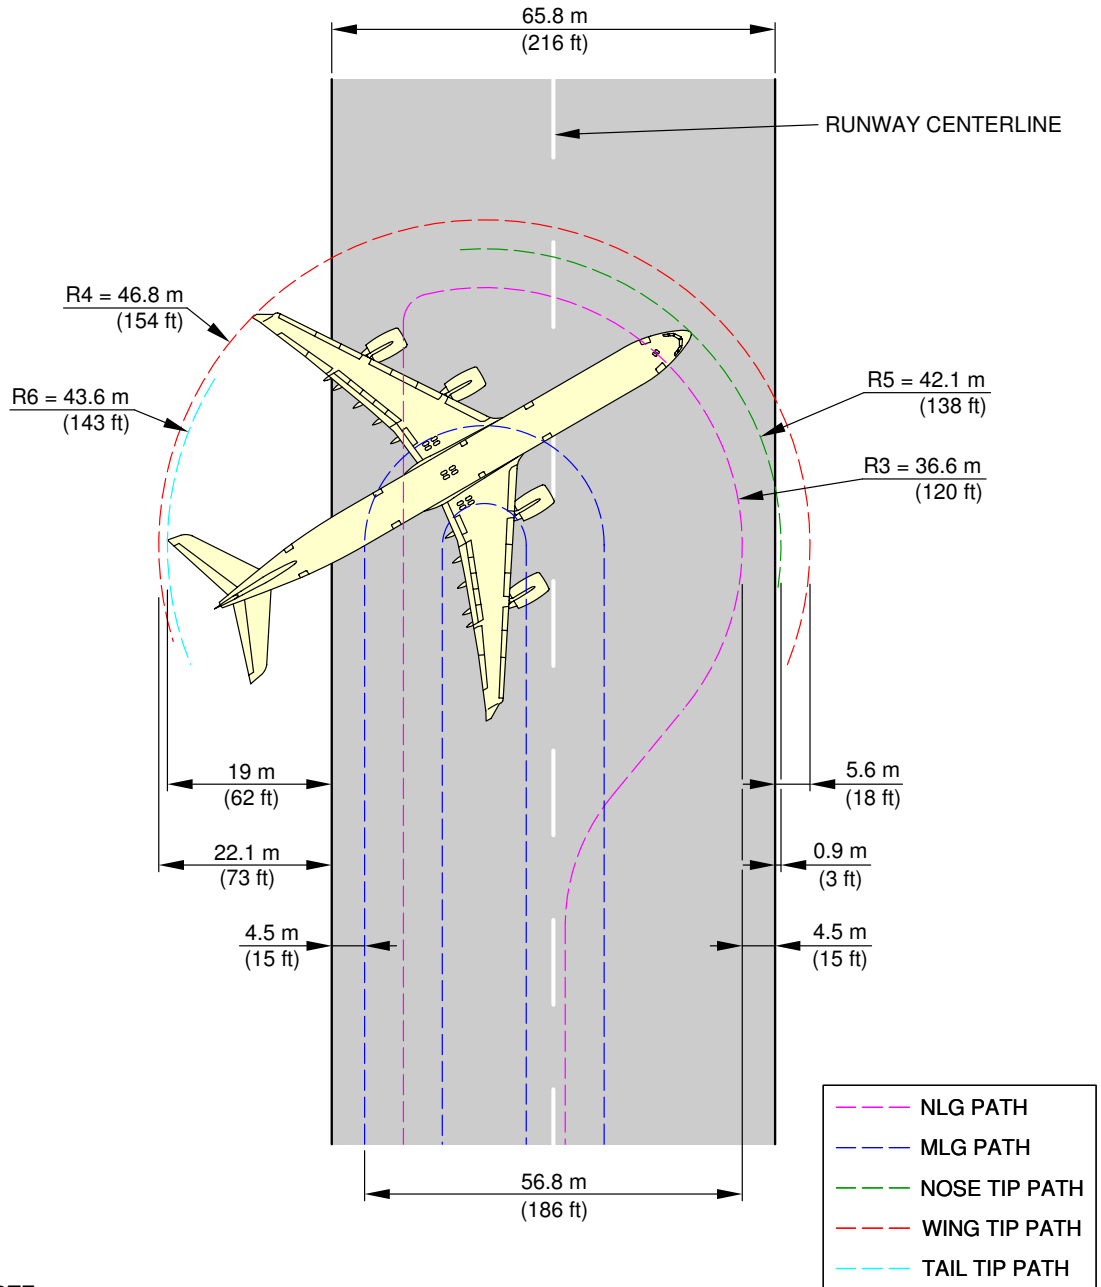 65.8 m
(216 ft)
RUNWAY CENTERLINE
R4 = 46.8 m
(154 ft)
R6 = 43.6 m
(143 ft)
R5 = 42.1 m
(138 ft)
R3 = 36.6 m
(120 ft)
19 m
(62 ft)
5.6 m
(18 ft)
22.1 m
(73 ft)
0.9 m
(3 ft)
4.5 m
(15 ft)
4.5 m
(15 ft)
56.8 m
(186 ft)
NLG PATH
MLG PATH
NOSE TIP PATH
WING TIP PATH
TAIL TIP PATH